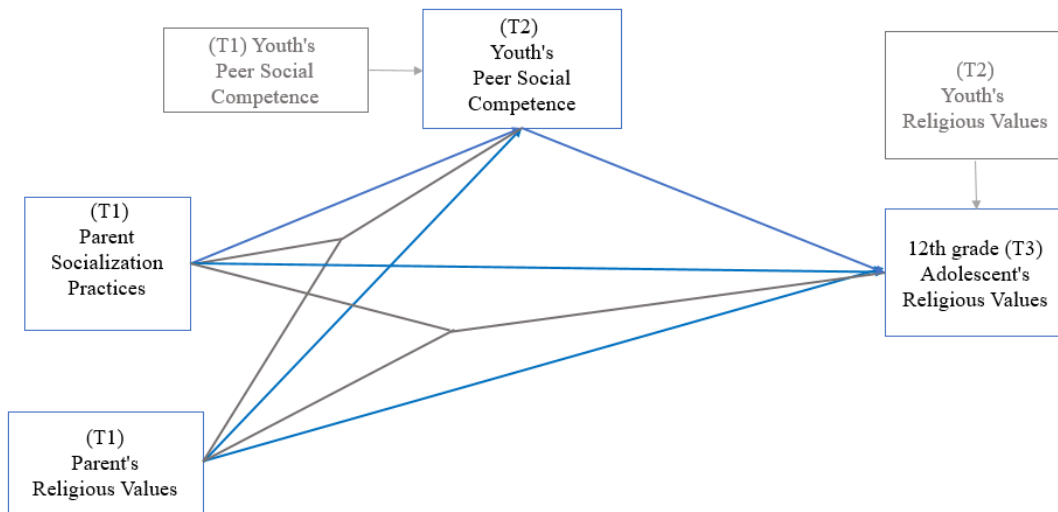 (T1) Youth's
Peer Social
Competence
(T2)
Youth's
Peer Social
Competence
(T2)
Youth's
Religious Values
(T1)
Parent
Socialization
Practices
12th grade (T3)
Adolescent's
Religious Values
(T1)
Parent's
Religious Values